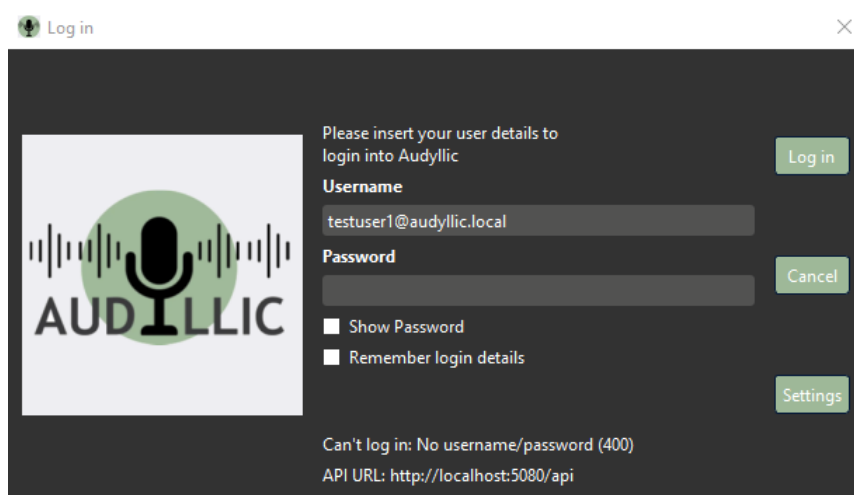 Log in
Please insert your user details to
login into Audyllic
Log in
Username
testuser1@audyllic.local
Password
Cancel
AUDYLLIC
Show Password
Remember login details
Settings
Can't log in: No username/password (400)
API URL: http://localhost:5080/api